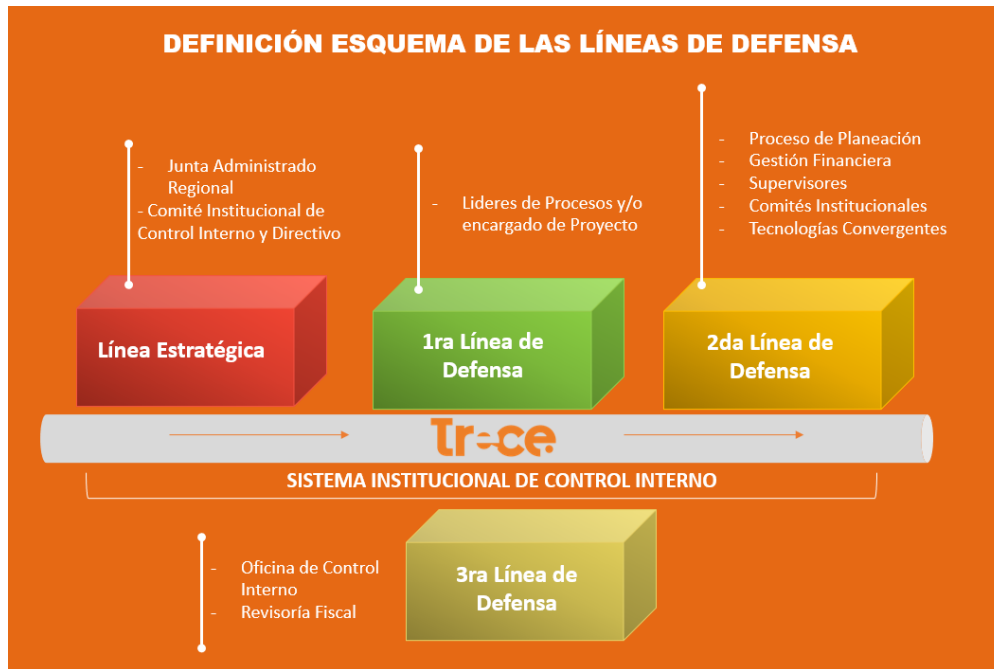 DEFINICIÓN ESQUEMA DE LAS LÍNEAS DE DEFENSA
- Junta Administrado
Regional
- Comité Institucional de
Control Interno y Directivo
- Lideres de Procesos y/o
encargado de Proyecto
- Proceso de Planeación
- Gestión Financiera
- Supervisores
- Comités Institucionales
- Tecnologías Convergentes
Línea Estratégica
1ra Línea de
Defensa
2da Línea de
Defensa
Trece
SISTEMA INSTITUCIONAL DE CONTROL INTERNO
- Oficina de Control
Interno
- Revisoría Fiscal
3ra Línea de
Defensa